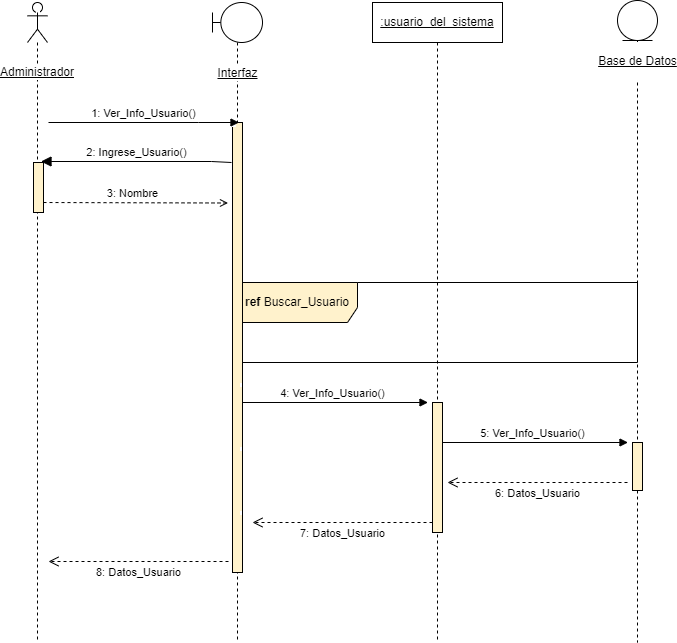 :usuario_del_sistema
Administrador
Interfaz
Base de Datos
1: Ver_Info_Usuario()
2: Ingrese_Usuario()
3: Nombre
ref Buscar_Usuario
4: Ver_Info_Usuario()
5: Ver_Info_Usuario()
6: Datos_Usuario
7: Datos_Usuario
8: Datos_Usuario